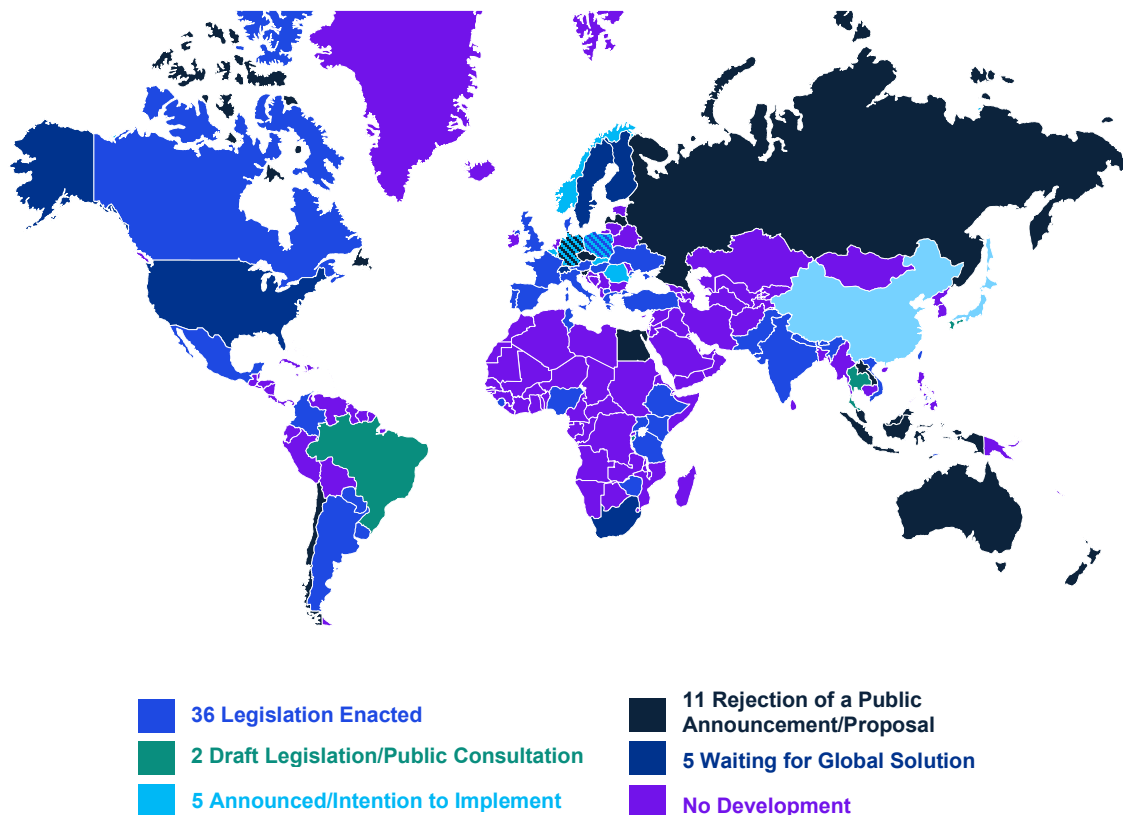 36 Legislation Enacted
2 Draft Legislation/Public Consultation
5 Announced/Intention to Implement
11 Rejection of a Public
Announcement/Proposal
5 Waiting for Global Solution
No Development